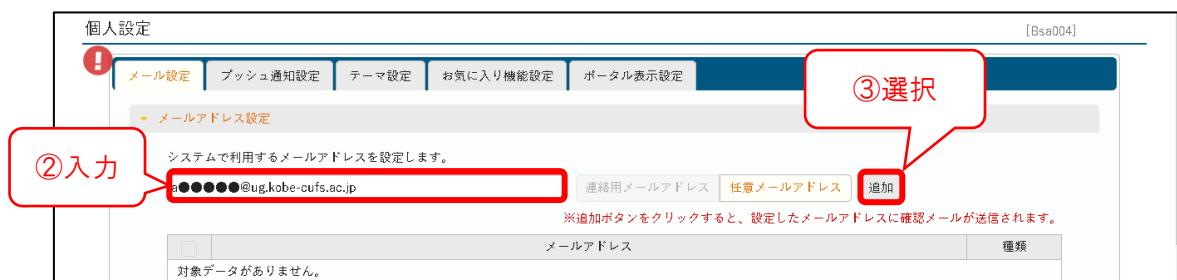 個人設定
[Bsa004]
メール設定 プッシュ通知設定 テーマ設定 お気に入り機能設定 ポータル表示設定
③選択
メールアドレス設定
②入力
システムで利用するメールアドレスを設定します。
a●●●●●@ug.kobe-cufs.ac.jp 連絡用メールアドレス 任意メールアドレス 追加
※追加ボタンをクリックすると、設定したメールアドレスに確認メールが送信されます。
メールアドレス 種類
対象データがありません。